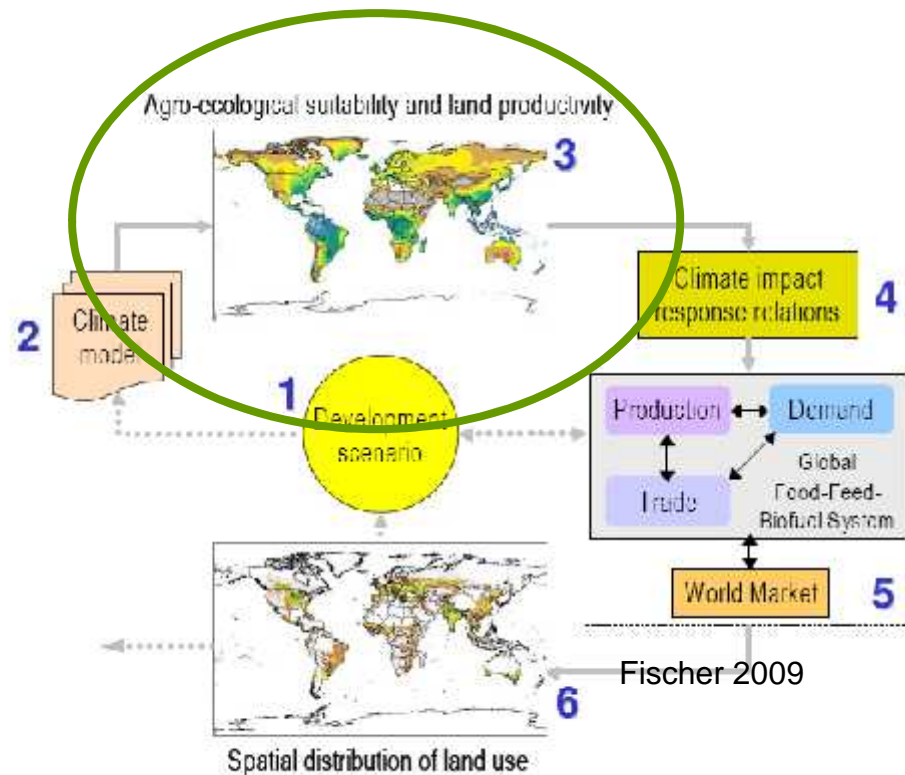 Agro-ecological suitability and land productivity
3
2
Climate
model
Climate impact
response relations
4
1
Development
scenario
Production
Demand
Trade
Global
Food-Feed-
Biofuel System
World Market
5
Fischer 2009
6
Spatial distribution of land use